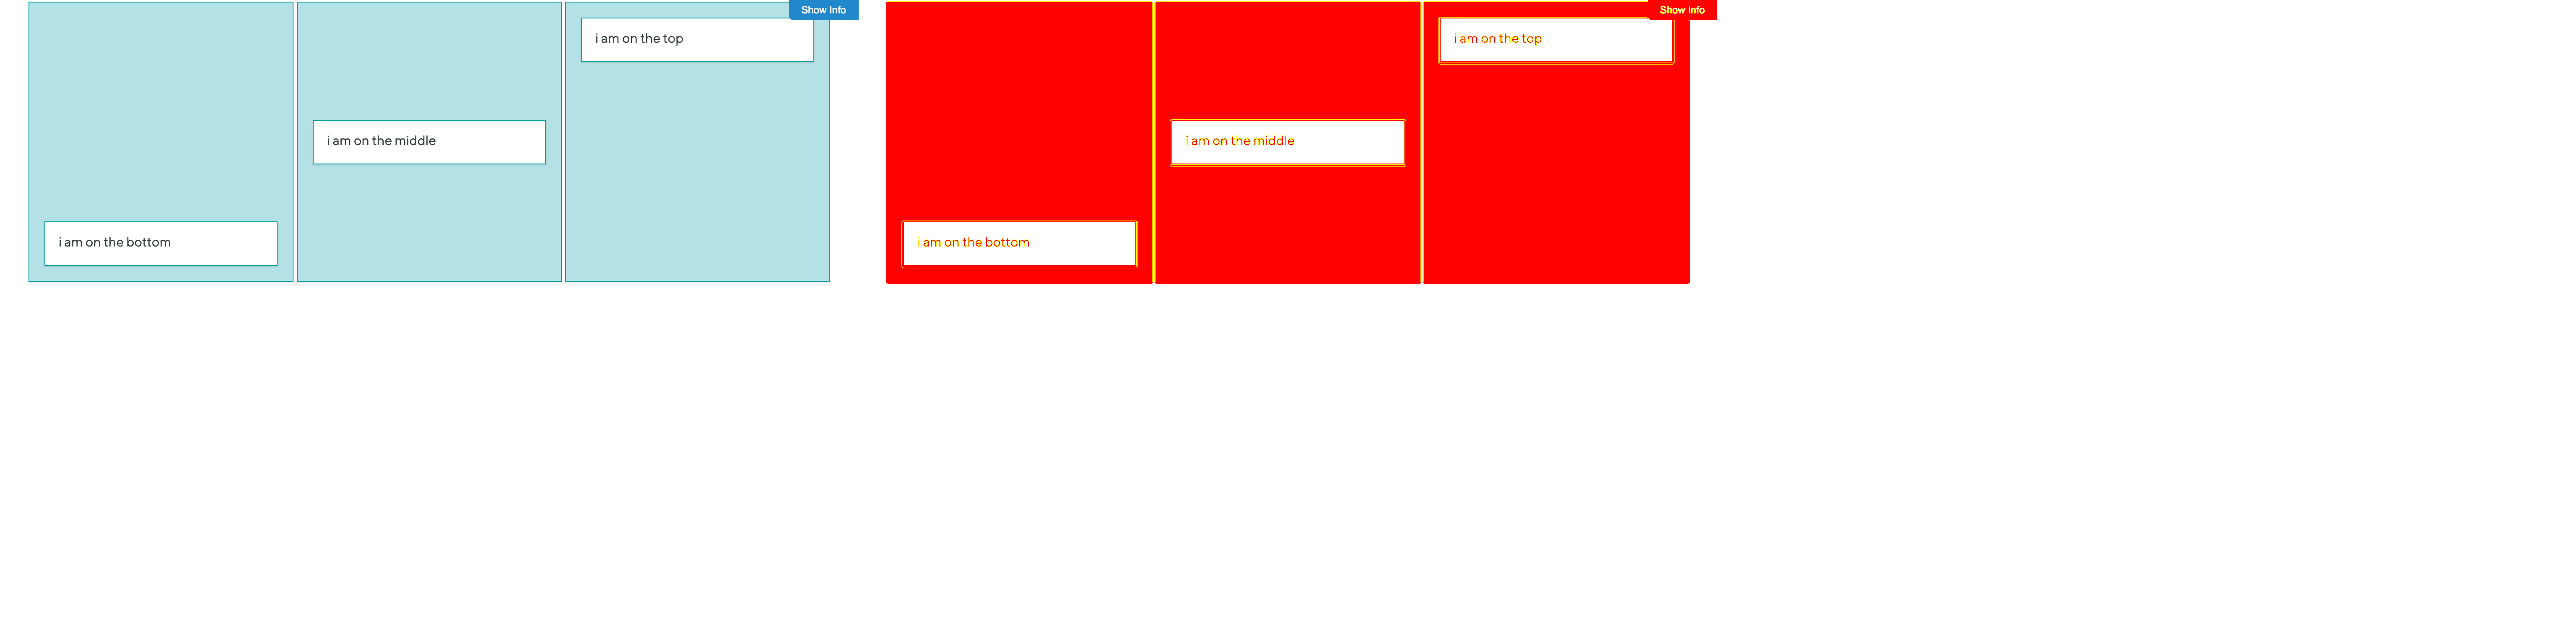 Show Info
i am on the top
i am on the middle
i am on the bottom
Show Info
i am on the top
i am on the middle
i am on the bottom